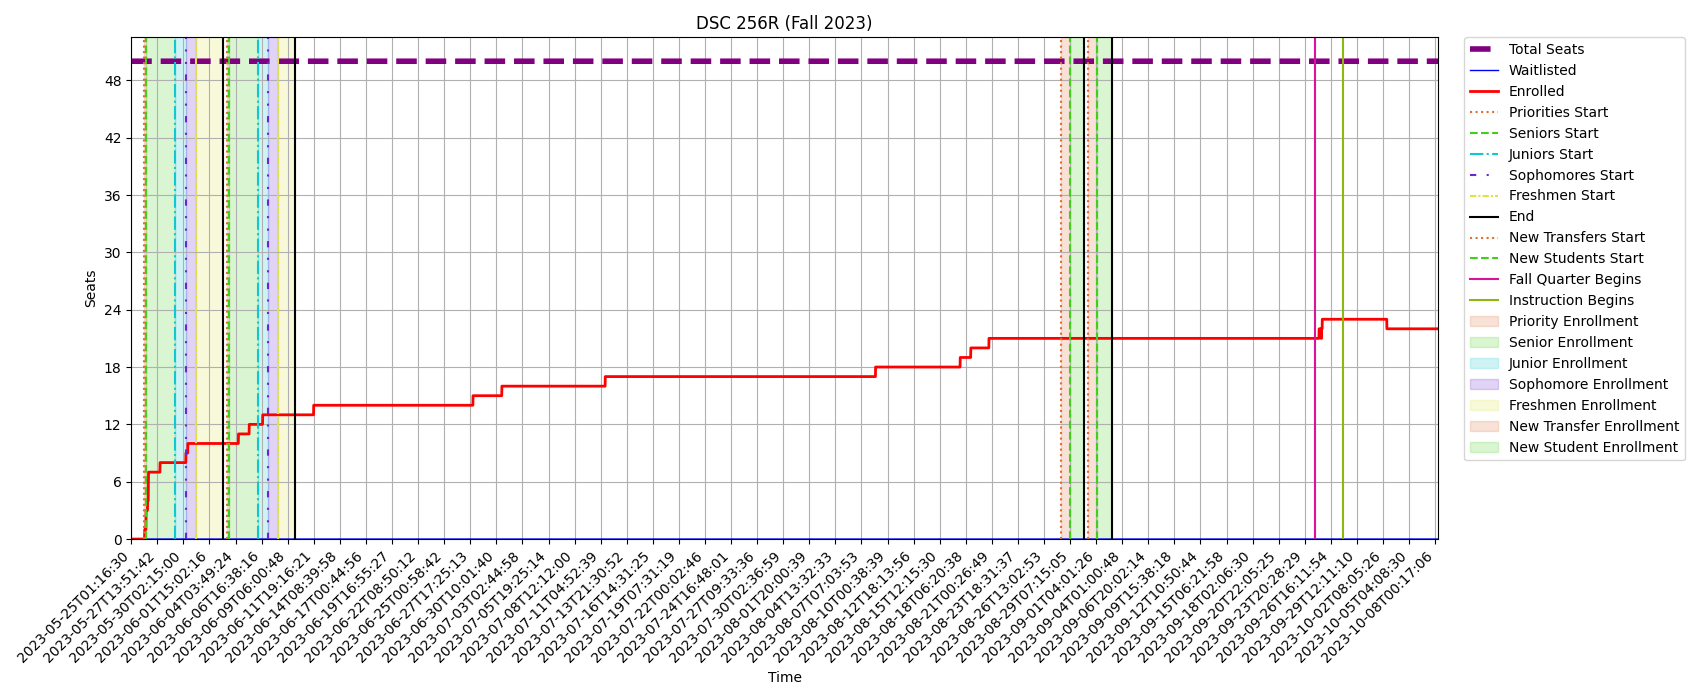 DSC 256R (Fall 2023)
Seats
48
42
36
30
24
18
12
6
0
2023-05-25T01:16:30
2023-05-27T13:51:42
2023-05-30T02:15:00
2023-06-01T15:02:16
2023-06-04T03:49:24
2023-06-06T16:38:16
2023-06-09T06:00:48
2023-06-11T19:16:21
2023-06-14T08:39:58
2023-06-17T00:44:56
2023-06-19T16:55:27
2023-06-22T08:50:12
2023-06-25T00:58:42
2023-06-27T17:25:13
2023-06-30T10:01:40
2023-07-03T02:44:58
2023-07-05T19:25:14
2023-07-08T12:12:00
2023-07-11T04:52:39
2023-07-13T21:30:52
2023-07-16T14:31:25
2023-07-19T07:31:19
2023-07-22T00:02:46
2023-07-24T16:48:01
2023-07-27T09:33:36
2023-07-30T02:36:59
2023-08-01T20:00:39
2023-08-04T13:32:33
2023-08-07T07:03:53
2023-08-10T00:38:39
2023-08-12T18:13:56
2023-08-15T12:15:30
2023-08-18T06:20:38
2023-08-21T00:26:49
2023-08-23T18:31:37
2023-08-26T13:02:53
2023-08-29T07:15:05
2023-09-01T04:01:26
2023-09-04T01:00:48
2023-09-06T20:02:14
2023-09-09T15:38:18
2023-09-12T10:50:44
2023-09-15T06:21:58
2023-09-18T02:06:30
2023-09-20T22:05:25
2023-09-23T20:28:29
2023-09-26T16:11:54
2023-09-29T12:11:10
2023-10-02T08:05:26
2023-10-05T04:08:30
2023-10-08T00:17:06
Time
Total Seats
Waitlisted
Enrolled
Priorities Start
Seniors Start
Juniors Start
Sophomores Start
Freshmen Start
End
New Transfers Start
New Students Start
Fall Quarter Begins
Instruction Begins
Priority Enrollment
Senior Enrollment
Junior Enrollment
Sophomore Enrollment
Freshmen Enrollment
New Transfer Enrollment
New Student Enrollment